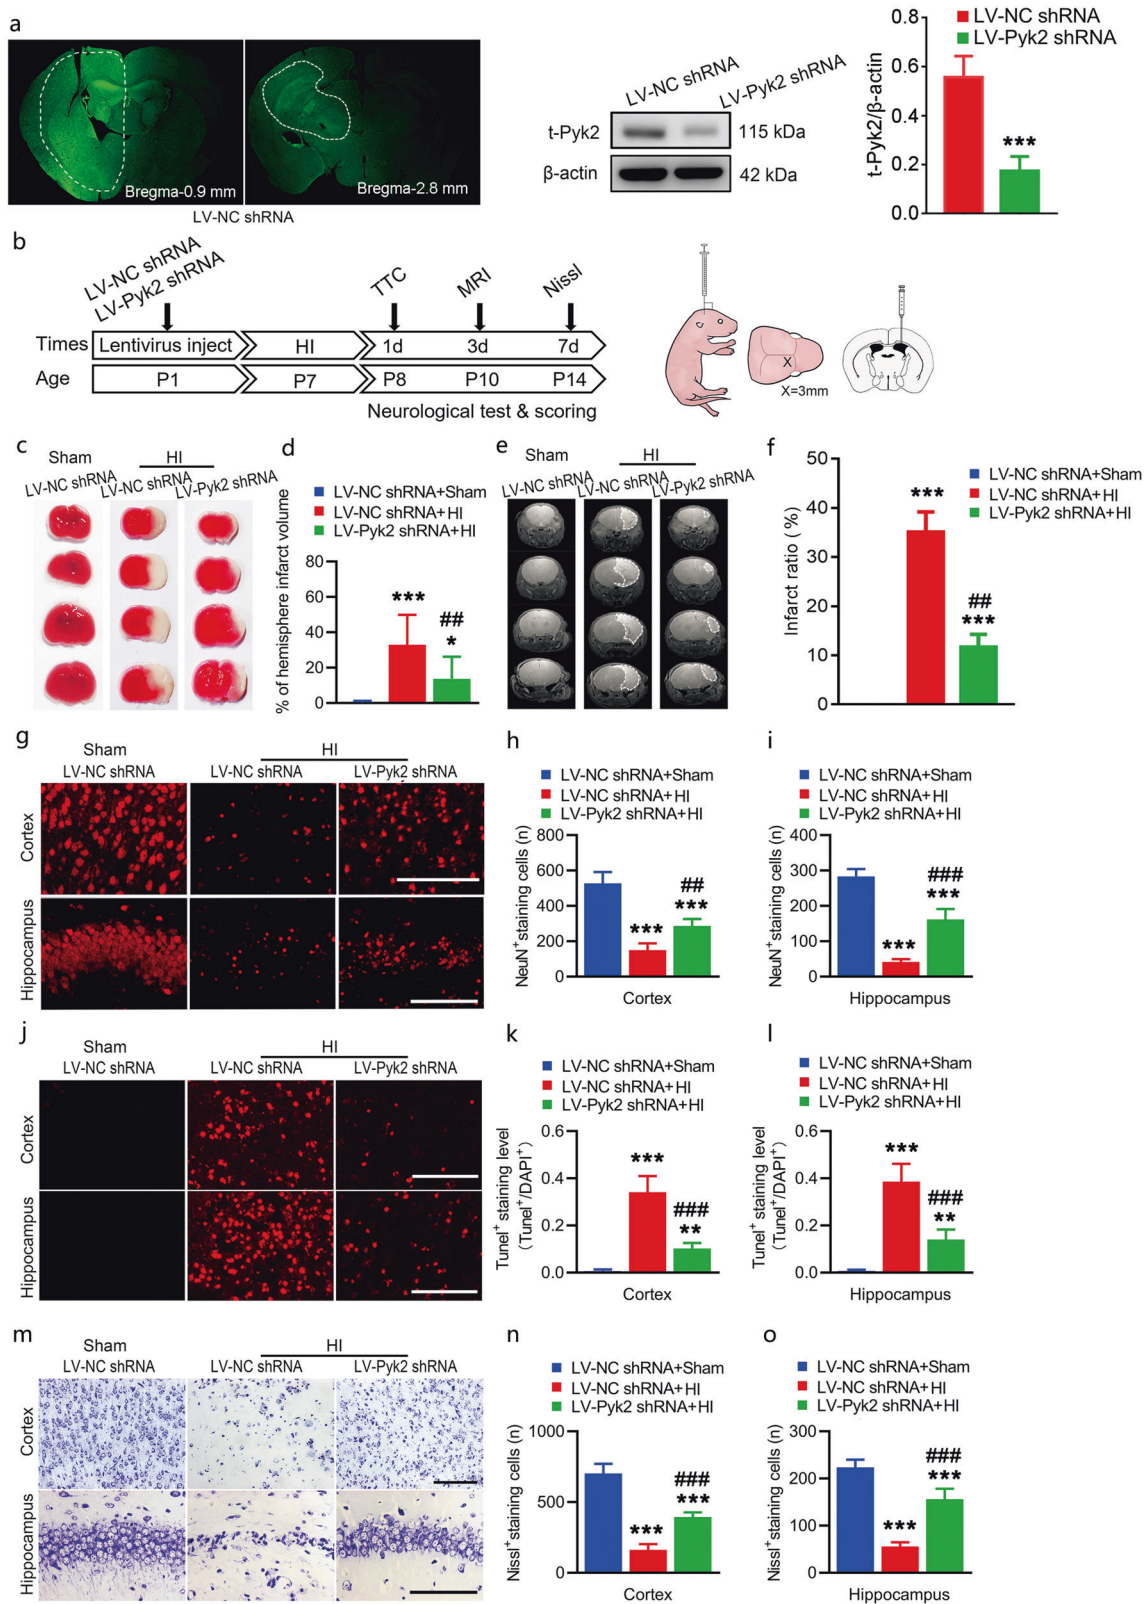 a
Bregma-0.9 mm
Bregma-2.8 mm
LV-NC shRNA
LV-NC shRNA
LV-Pyk2 shRNA
t-Pyk2
115 kDa
β-actin
42 kDa
LV-NC shRNA
LV-Pyk2 shRNA
t-Pyk2/β-actin
0.8
0.6
0.4
0.2
0.0
***
b
LV-NC shRNA
LV-Pyk2 shRNA
TTC
MRI
Nissl
Times
Lentivirus inject
HI
1d
3d
7d
Age
P1
P7
P8
P10
P14
Neurological test & scoring
X
X=3mm
c
Sham
HI
LV-NC shRNA
LV-NC shRNA
LV-Pyk2 shRNA
d
LV-NC shRNA+Sham
LV-NC shRNA+HI
LV-Pyk2 shRNA+HI
% of hemisphere infarct volume
80
60
40
20
0
***
##
*
e
Sham
HI
LV-NC shRNA
LV-NC shRNA
LV-Pyk2 shRNA
f
LV-NC shRNA+Sham
LV-NC shRNA+HI
LV-Pyk2 shRNA+HI
Infarct ratio (%)
50
40
30
20
10
0
***
##
***
g
Sham
HI
LV-NC shRNA
LV-NC shRNA
LV-Pyk2 shRNA
Cortex
Hippocampus
h
LV-NC shRNA+Sham
LV-NC shRNA+HI
LV-Pyk2 shRNA+HI
NeuN⁺staining cells (n)
800
600
400
200
0
***
##
***
Cortex
i
LV-NC shRNA+Sham
LV-NC shRNA+HI
LV-Pyk2 shRNA+HI
NeuN⁺staining cells (n)
400
300
200
100
0
***
###
***
Hippocampus
j
Sham
HI
LV-NC shRNA
LV-NC shRNA
LV-Pyk2 shRNA
Cortex
Hippocampus
k
LV-NC shRNA+Sham
LV-NC shRNA+HI
LV-Pyk2 shRNA+HI
Tunel⁺ staining level
(Tunel⁺/DAPI⁺)
0.6
0.4
0.2
0.0
***
###
**
Cortex
l
LV-NC shRNA+Sham
LV-NC shRNA+HI
LV-Pyk2 shRNA+HI
Tunel⁺ staining level
(Tunel⁺/DAPI⁺)
0.6
0.4
0.2
0.0
***
###
**
Hippocampus
m
Sham
HI
LV-NC shRNA
LV-NC shRNA
LV-Pyk2 shRNA
Cortex
Hippocampus
n
LV-NC shRNA+Sham
LV-NC shRNA+HI
LV-Pyk2 shRNA+HI
Nissl⁺staining cells (n)
1000
500
0
***
###
***
Cortex
o
LV-NC shRNA+Sham
LV-NC shRNA+HI
LV-Pyk2 shRNA+HI
Nissl⁺staining cells (n)
300
200
100
0
***
###
***
Hippocampus